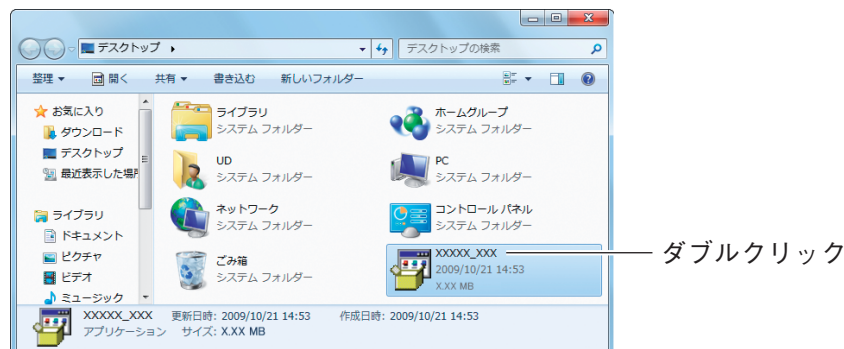 デスクトップ
デスクトップの検索
整理 開く 共有 書き込む 新しいフォルダー
お気に入り
ダウンロード
デスクトップ
最近表示した場所
ライブラリ
ドキュメント
ピクチャ
ビデオ
ミュージック
ライブラリ
システム フォルダー
ホームグループ
システム フォルダー
UD
システム フォルダー
PC
システム フォルダー
ネットワーク
システム フォルダー
コントロール パネル
システム フォルダー
ごみ箱
システム フォルダー
XXXXX_XXX
2009/10/21 14:53
X.XX MB
ダブルクリック
XXXXX_XXX 更新日時: 2009/10/21 14:53 作成日時: 2009/10/21 14:53
アプリケーション サイズ: X.XX MB